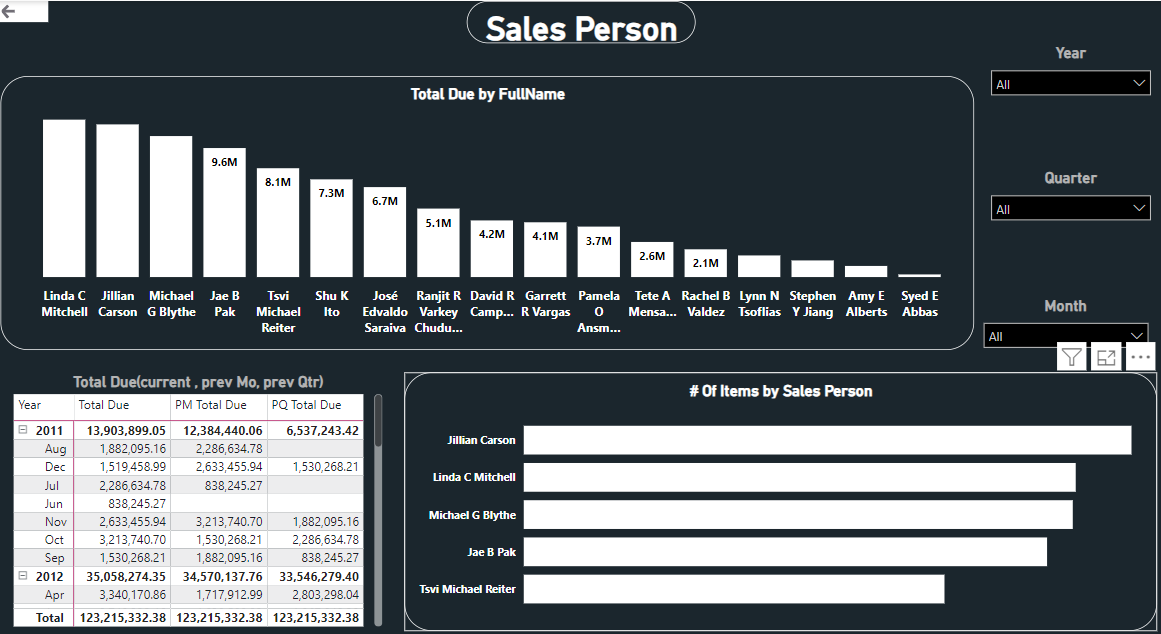 Sales Person
Year
All
Quarter
All
Month
All
Total Due by FullName
9.6M
8.1M
7.3M
6.7M
5.1M
4.2M
4.1M
3.7M
2.6M
2.1M
Linda C Mitchell
Jillian Carson
Michael G Blythe
Jae B Pak
Tsvi Michael Reiter
Shu K Ito
José Edvaldo Saraiva
Ranjit R Varkey Chudu...
David R Camp...
Garrett R Vargas
Pamela O Ansm...
Tete A Mensa...
Rachel B Valdez
Lynn N Tsoflias
Stephen Y Jiang
Amy E Alberts
Syed E Abbas
Total Due(current , prev Mo, prev Qtr)
Year Total Due PM Total Due PQ Total Due
2011 13,903,899.05 12,384,440.06 6,537,243.42
Aug 1,882,095.16 2,286,634.78
Dec 1,519,458.99 2,633,455.94 1,530,268.21
Jul 2,286,634.78 838,245.27
Jun 838,245.27
Nov 2,633,455.94 3,213,740.70 1,882,095.16
Oct 3,213,740.70 1,530,268.21 2,286,634.78
Sep 1,530,268.21 1,882,095.16 838,245.27
2012 35,058,274.35 34,570,137.76 33,546,279.40
Apr 3,340,170.86 1,717,912.99 2,803,298.04
Total 123,215,332.38 123,215,332.38 123,215,332.38
# Of Items by Sales Person
Jillian Carson
Linda C Mitchell
Michael G Blythe
Jae B Pak
Tsvi Michael Reiter